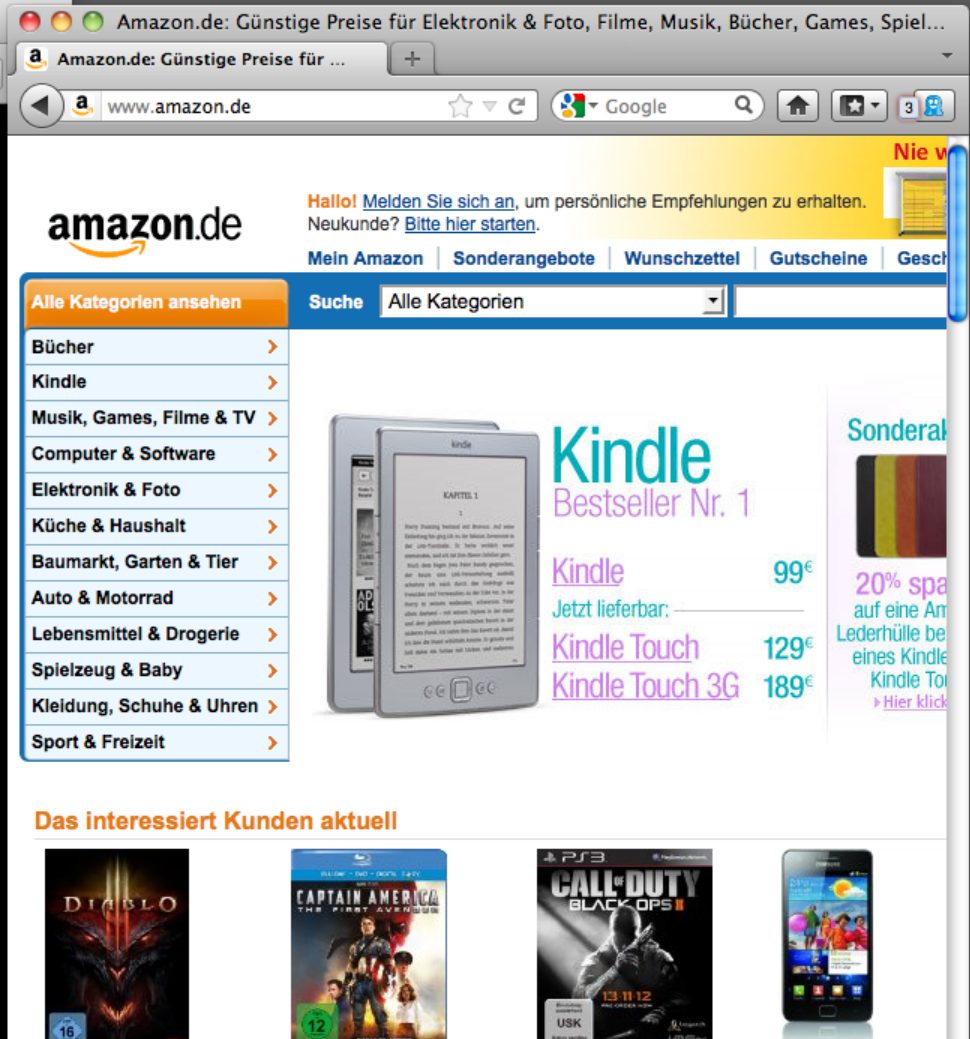 Amazon.de: Günstige Preise für Elektronik & Foto, Filme, Musik, Bücher, Games, Spiel...
Amazon.de: Günstige Preise für ...
www.amazon.de
Google
3
Nie w
Hallo! Melden Sie sich an, um persönliche Empfehlungen zu erhalten.
Neukunde? Bitte hier starten.
amazon.de
Mein Amazon
Sonderangebote
Wunschzettel
Gutscheine
Gesch
Alle Kategorien ansehen
Suche
Alle Kategorien
Bücher
Kindle
Musik, Games, Filme & TV
Computer & Software
Elektronik & Foto
Küche & Haushalt
Baumarkt, Garten & Tier
Auto & Motorrad
Lebensmittel & Drogerie
Spielzeug & Baby
Kleidung, Schuhe & Uhren
Sport & Freizeit
kindle
KAPITEL 1
Kindle
Bestseller Nr. 1
Kindle 99€
Jetzt lieferbar:
Kindle Touch 129€
Kindle Touch 3G 189€
Sonderak
20% spa
auf eine Am
Lederhülle be
eines Kindle
Kindle Tou
Hier klick
Das interessiert Kunden aktuell
DIABLO
III
16
CAPTAIN AMERICA
THE FIRST AVENGER
12
PS3
CALL OF DUTY
BLACK OPS II
13·11·12
PRE-ORDER NOW
USK
SAMSUNG